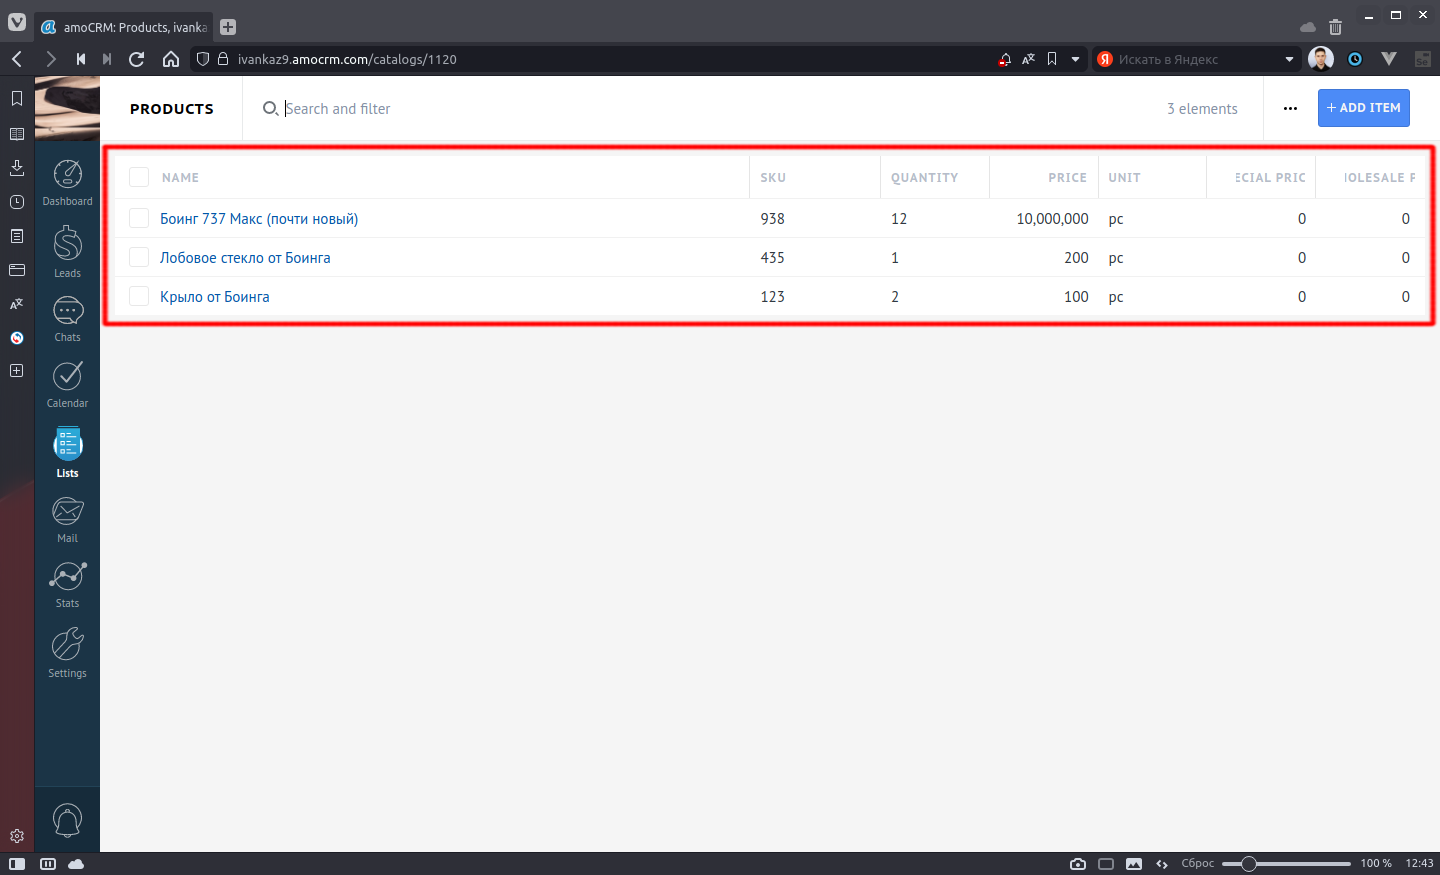 amoCRM: Products, ivanka
ivankaz9.amocrm.com/catalogs/1120
Искать в Яндекс
PRODUCTS
Search and filter
3 elements
+ ADD ITEM
NAME SKU QUANTITY PRICE UNIT ECIAL PRIC OLESALE P
Боинг 737 Макс (почти новый) 938 12 10,000,000 pc 0 0
Лобовое стекло от Боинга 435 1 200 pc 0 0
Крыло от Боинга 123 2 100 pc 0 0
Dashboard
Leads
Chats
Calendar
Lists
Mail
Stats
Settings
Сброс 100 % 12:43